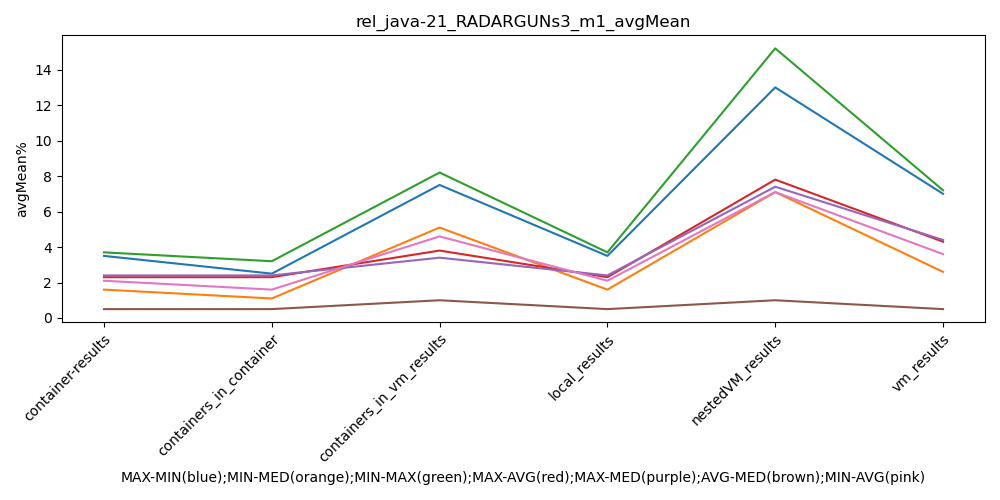 rel_java-21_RADARGUNs3_m1_avgMean
avgMean%
14
12
10
8
6
4
2
0
container-results
containers_in_container
containers_in_vm_results
local_results
nestedVM_results
vm_results
MAX-MIN(blue);MIN-MED(orange);MIN-MAX(green);MAX-AVG(red);MAX-MED(purple);AVG-MED(brown);MIN-AVG(pink)